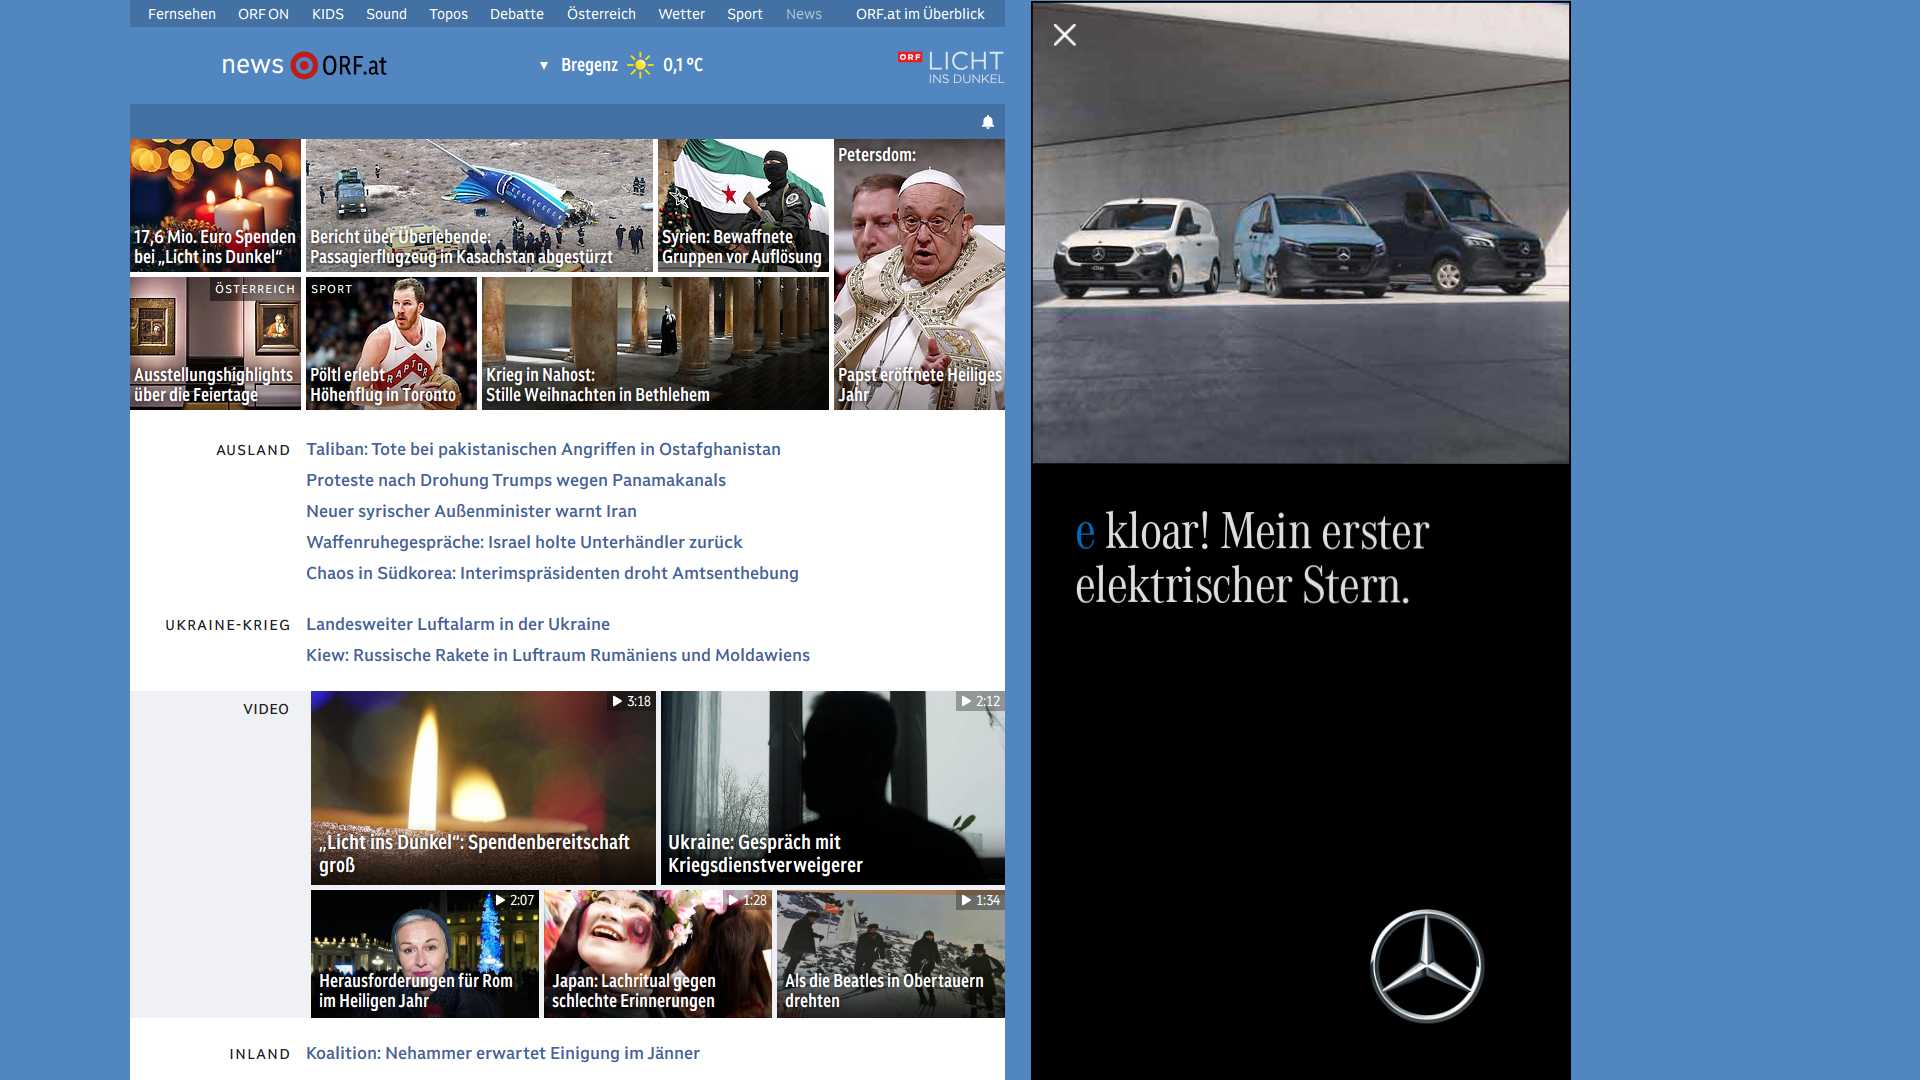 Fernsehen ORF ON KIDS Sound Topos Debatte Österreich Wetter Sport News ORF.at im Überblick
news ORF.at
▼ Bregenz 0,1 °C
ORF LICHT
INS DUNKEL
17,6 Mio. Euro Spenden
bei „Licht ins Dunkel“
Bericht über Überlebende:
Passagierflugzeug in Kasachstan abgestürzt
Syrien: Bewaffnete
Gruppen vor Auflösung
Petersdom:
Papst eröffnete Heiliges
Jahr
ÖSTERREICH
Ausstellungshighlights
über die Feiertage
SPORT
Pöltl erlebt
Höhenflug in Toronto
Krieg in Nahost:
Stille Weihnachten in Bethlehem
AUSLAND
Taliban: Tote bei pakistanischen Angriffen in Ostafghanistan
Proteste nach Drohung Trumps wegen Panamakanals
Neuer syrischer Außenminister warnt Iran
Waffenruhegespräche: Israel holte Unterhändler zurück
Chaos in Südkorea: Interimspräsidenten droht Amtsenthebung
UKRAINE-KRIEG
Landesweiter Luftalarm in der Ukraine
Kiew: Russische Rakete in Luftraum Rumäniens und Moldawiens
VIDEO
3:18
„Licht ins Dunkel“: Spendenbereitschaft
groß
2:12
Ukraine: Gespräch mit
Kriegsdienstverweigerer
2:07
Herausforderungen für Rom
im Heiligen Jahr
1:28
Japan: Lachritual gegen
schlechte Erinnerungen
1:34
Als die Beatles in Obertauern
drehten
INLAND
Koalition: Nehammer erwartet Einigung im Jänner
e kloar! Mein erster
elektrischer Stern.